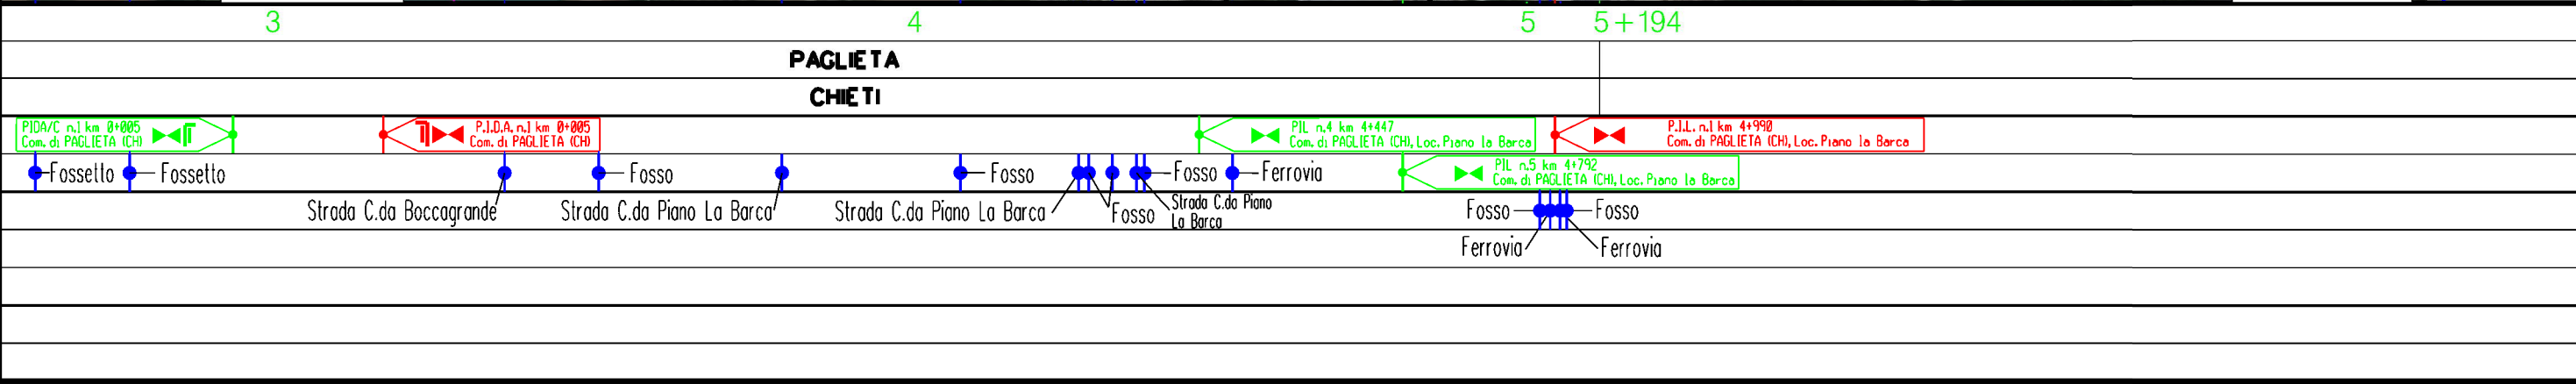 3 4 5 5+194
PAGLIETA
CHIETI
PIDA/C n.1 km 0+005
Com. di PAGLIETA (CH)
P.I.D.A. n.1 km 0+005
Com. di PAGLIETA (CH)
PIL n.4 km 4+447
Com. di PAGLIETA (CH), Loc. Piano la Barca
P.I.L. n.1 km 4+990
Com. di PAGLIETA (CH), Loc. Piano la Barca
Fossetto Fossetto Fosso Fosso Fosso Ferrovia
PIL n.5 km 4+792
Com. di PAGLIETA (CH), Loc. Piano la Barca
Strada C.da Boccagrande Strada C.da Piano La Barca Strada C.da Piano La Barca Fosso
Strada C.da Piano
La Barca
Fosso Fosso
Ferrovia Ferrovia